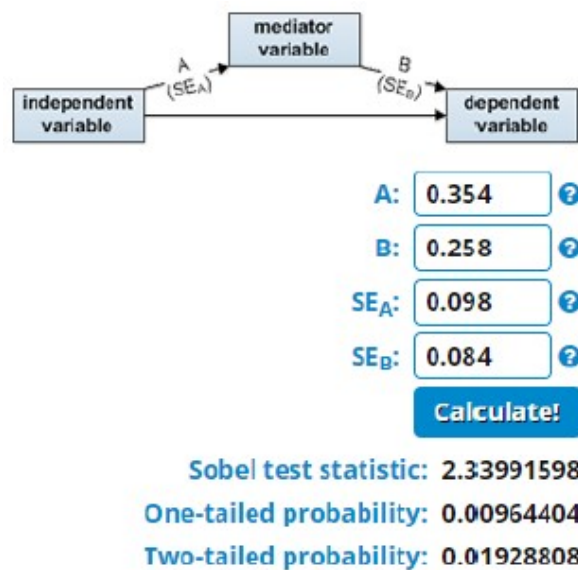 mediator
variable
A
(SEA)
B
(SEB)
independent
variable
dependent
variable
A: 0.354 ?
B: 0.258 ?
SEA: 0.098 ?
SEB: 0.084 ?
Calculate!
Sobel test statistic: 2.33991598
One-tailed probability: 0.00964404
Two-tailed probability: 0.01928808